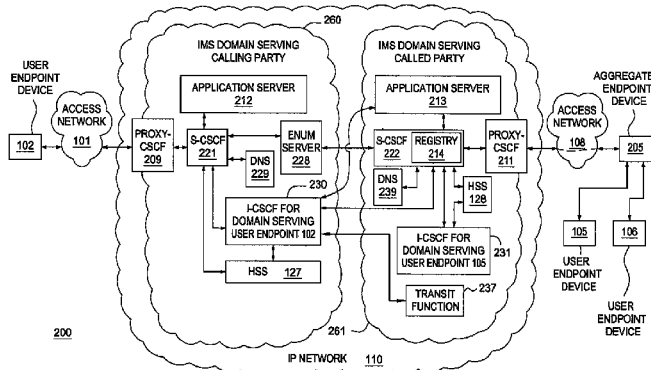 260
IMS DOMAIN SERVING
CALLING PARTY
IMS DOMAIN SERVING
CALLED PARTY
USER
ENDPOINT
DEVICE
102
ACCESS
NETWORK
101
PROXY-
CSCF
209
APPLICATION SERVER
212
S-CSCF
221
ENUM
SERVER
228
DNS
229
230
I-CSCF FOR
DOMAIN SERVING
USER ENDPOINT 102
HSS 127
APPLICATION SERVER
213
S-CSCF
222
REGISTRY
214
PROXY-
CSCF
211
DNS
239
HSS
128
I-CSCF FOR
DOMAIN SERVING
USER ENDPOINT 105
231
TRANSIT
FUNCTION
237
261
ACCESS
NETWORK
108
AGGREGATE
ENDPOINT
DEVICE
205
105
USER
ENDPOINT
DEVICE
106
USER
ENDPOINT
DEVICE
200
IP NETWORK 110